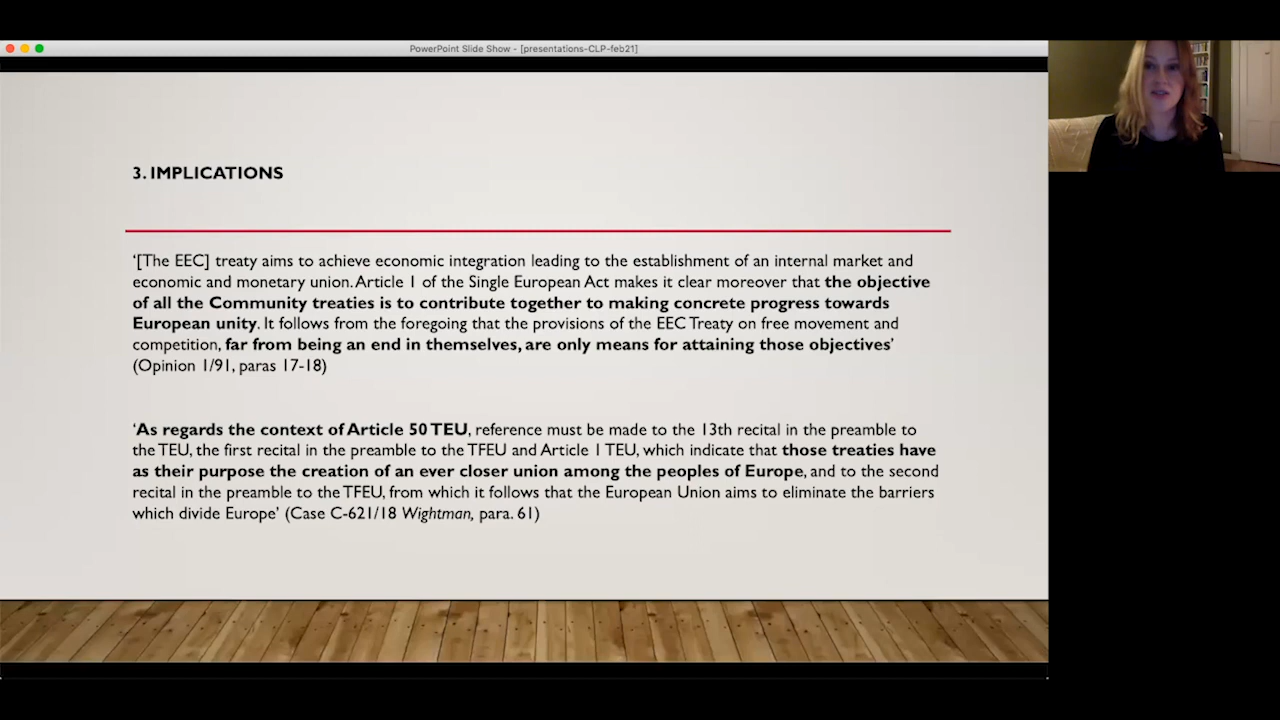 PowerPoint Slide Show - [presentations-CLP-feb21]
3. IMPLICATIONS
‘[The EEC] treaty aims to achieve economic integration leading to the establishment of an internal market and
economic and monetary union. Article 1 of the Single European Act makes it clear moreover that the objective
of all the Community treaties is to contribute together to making concrete progress towards
European unity. It follows from the foregoing that the provisions of the EEC Treaty on free movement and
competition, far from being an end in themselves, are only means for attaining those objectives’
(Opinion 1/91, paras 17-18)
‘As regards the context of Article 50 TEU, reference must be made to the 13th recital in the preamble to
the TEU, the first recital in the preamble to the TFEU and Article 1 TEU, which indicate that those treaties have
as their purpose the creation of an ever closer union among the peoples of Europe, and to the second
recital in the preamble to the TFEU, from which it follows that the European Union aims to eliminate the barriers
which divide Europe’ (Case C-621/18 Wightman, para. 61)